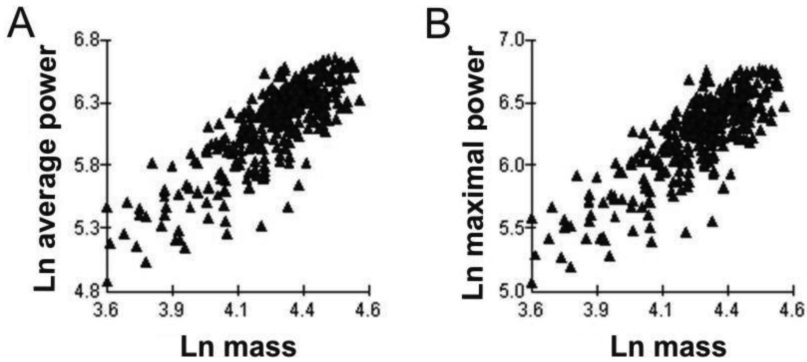 A
Ln average power
6.8
6.3
5.8
5.3
4.8
3.6 3.9 4.1 4.4 4.6
Ln mass
B
Ln maximal power
7.0
6.5
6.0
5.5
5.0
3.6 3.9 4.1 4.4 4.6
Ln mass